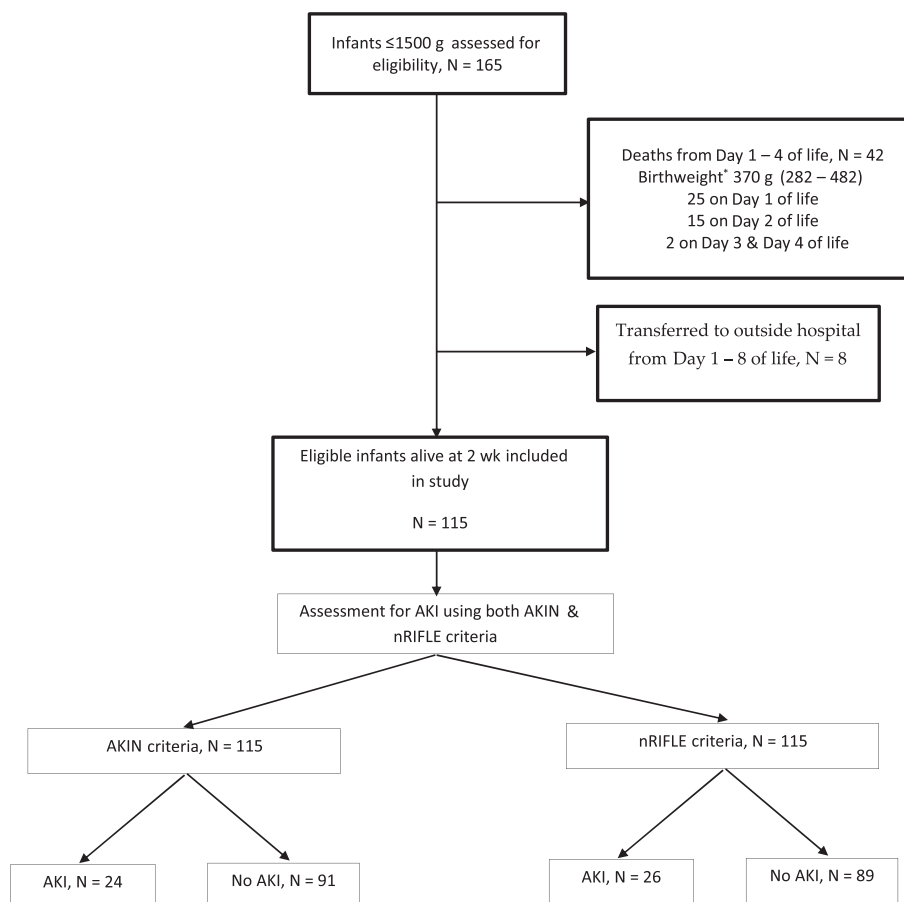 Infants ≤1500 g assessed for
eligibility, N = 165
Deaths from Day 1 – 4 of life, N = 42
Birthweight* 370 g (282 – 482)
25 on Day 1 of life
15 on Day 2 of life
2 on Day 3 & Day 4 of life
Transferred to outside hospital
from Day 1 – 8 of life, N = 8
Eligible infants alive at 2 wk included
in study
N = 115
Assessment for AKI using both AKIN &
nRIFLE criteria
AKIN criteria, N = 115
nRIFLE criteria, N = 115
AKI, N = 24
No AKI, N = 91
AKI, N = 26
No AKI, N = 89